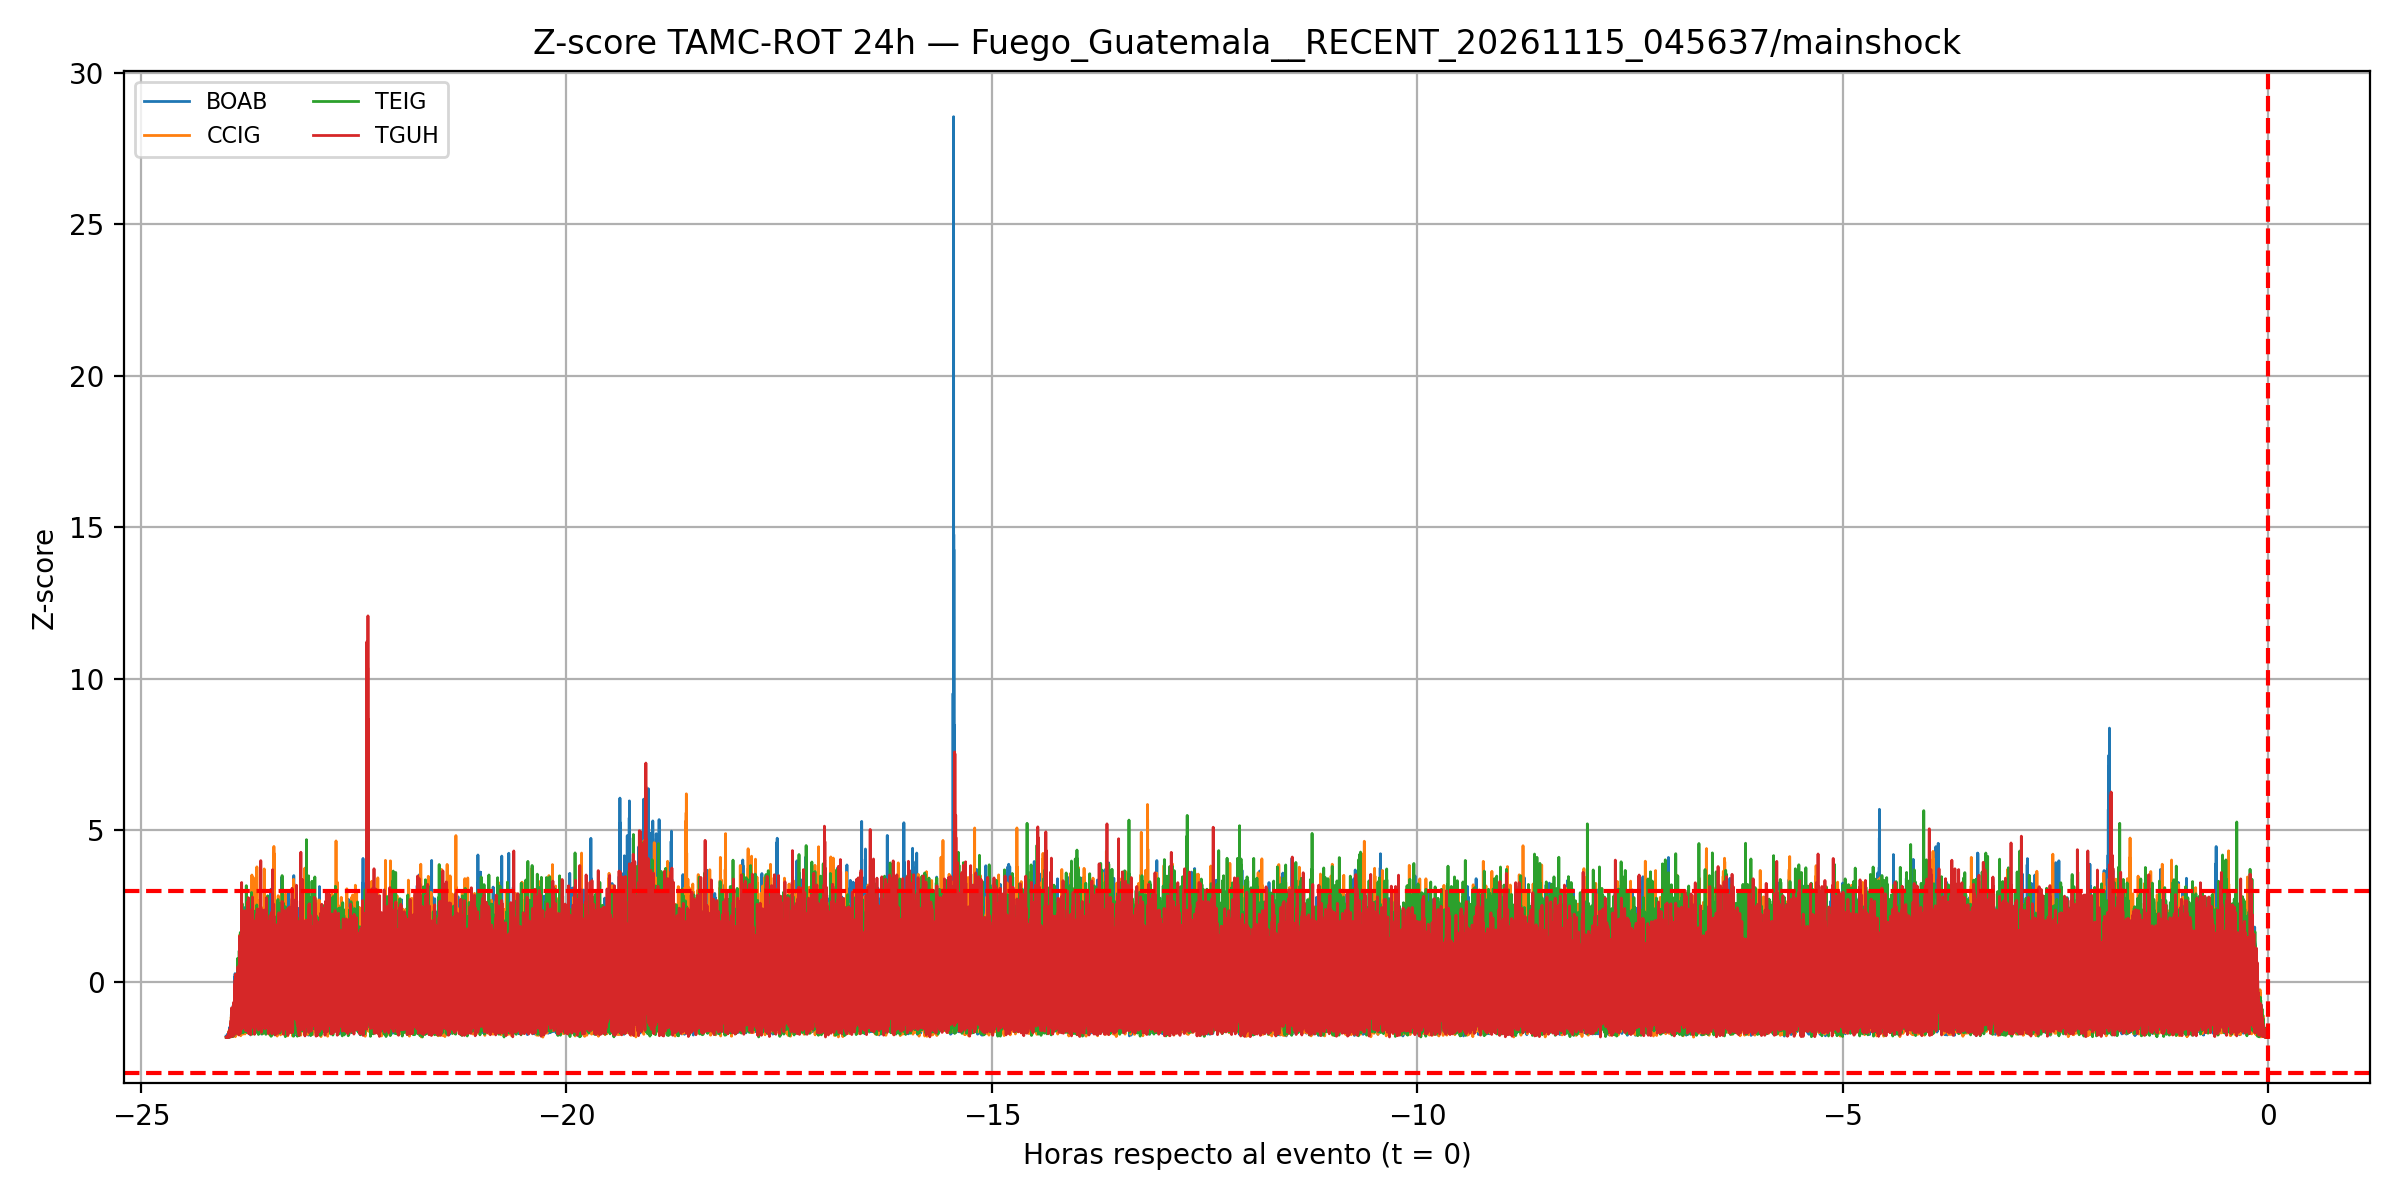 Z-score TAMC-ROT 24h — Fuego_Guatemala__RECENT_20261115_045637/mainshock
30
25
20
15
10
5
0
Z-score
BOAB
TEIG
CCIG
TGUH
−25
−20
−15
−10
−5
0
Horas respecto al evento (t = 0)